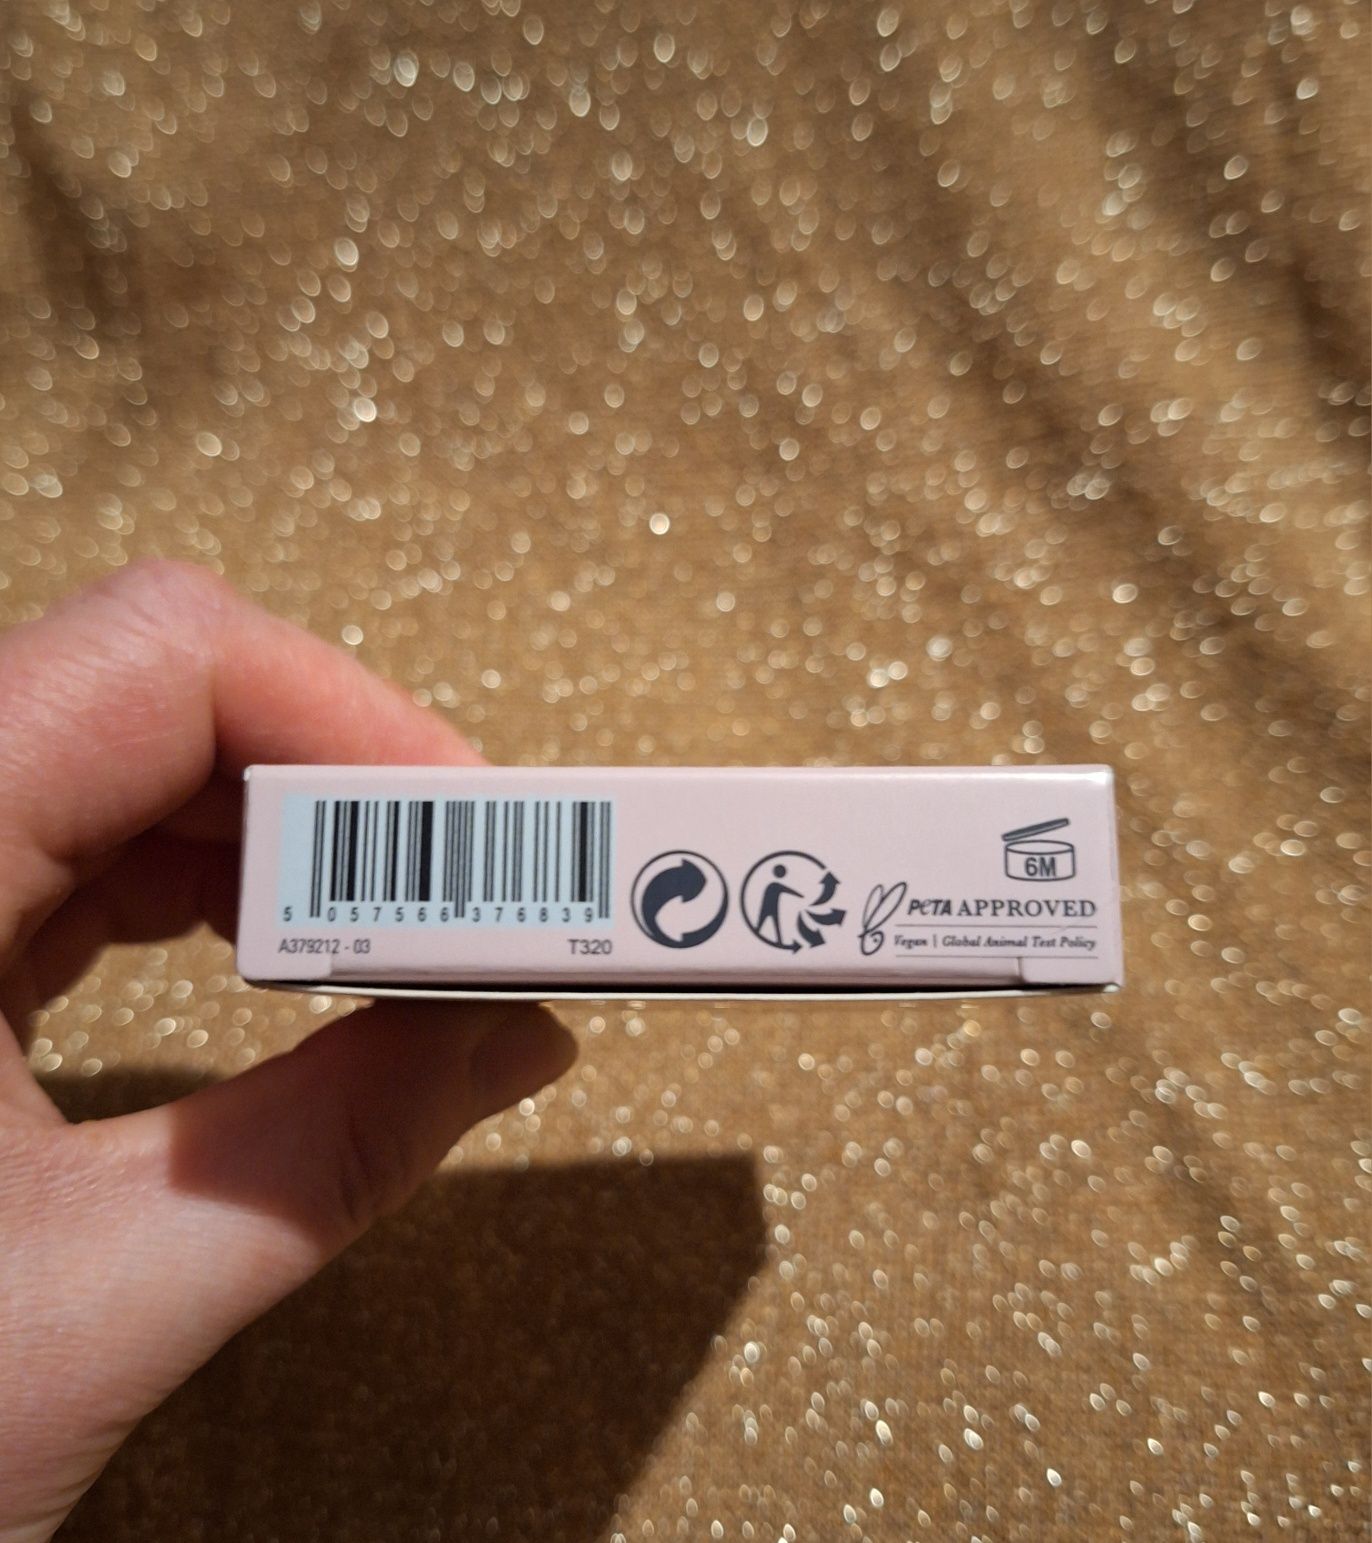 5 057566 376839
A379212 - 03
T320
6M
PETA APPROVED
Vegan | Global Animal Test Policy